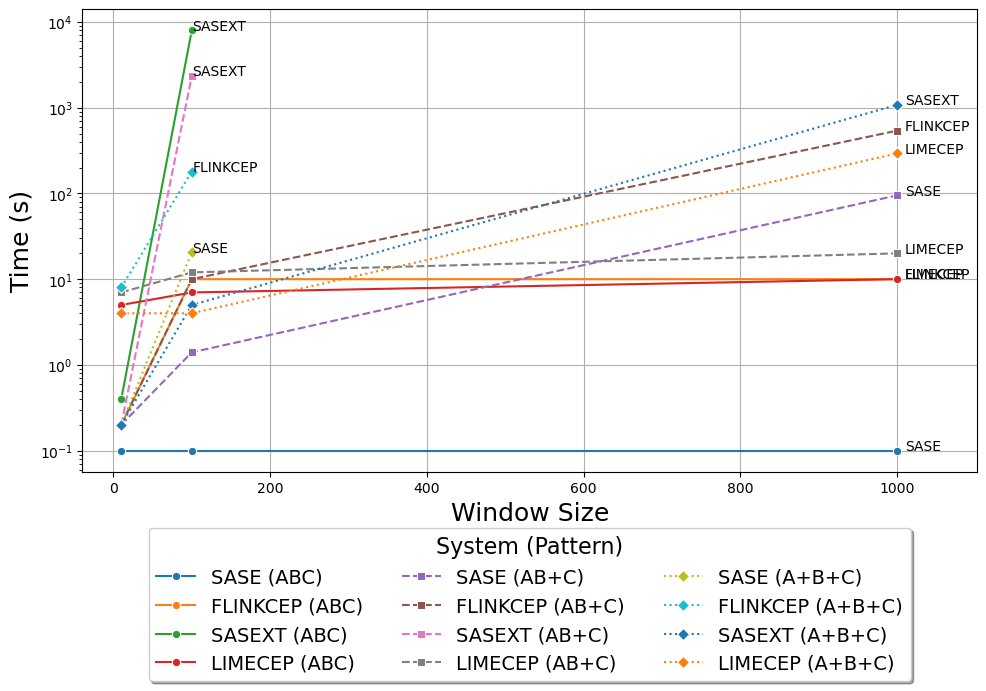 10⁴
SASEXT
SASEXT
10³
SASEXT
FLINKCEP
LIMECEP
FLINKCEP
10²
SASE
SASE
LIMECEP
10¹
FLINKCEP
LIMECEP
10⁰
10⁻¹
SASE
Time (s)
0 200 400 600 800 1000
Window Size
System (Pattern)
SASE (ABC) SASE (AB+C) SASE (A+B+C)
FLINKCEP (ABC) FLINKCEP (AB+C) FLINKCEP (A+B+C)
SASEXT (ABC) SASEXT (AB+C) SASEXT (A+B+C)
LIMECEP (ABC) LIMECEP (AB+C) LIMECEP (A+B+C)